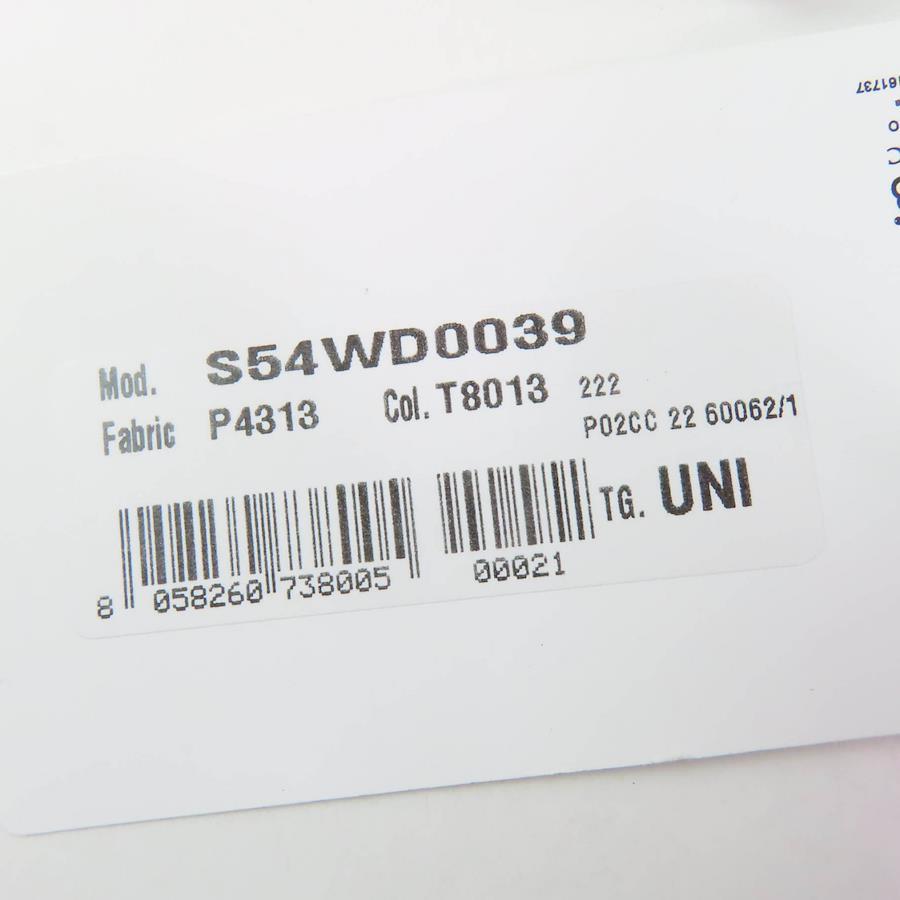 Mod. S54WD0039
Fabric P4313 Col. T8013 222
P02CC 22 60062/1
TG. UNI
8 058260 738005 00021